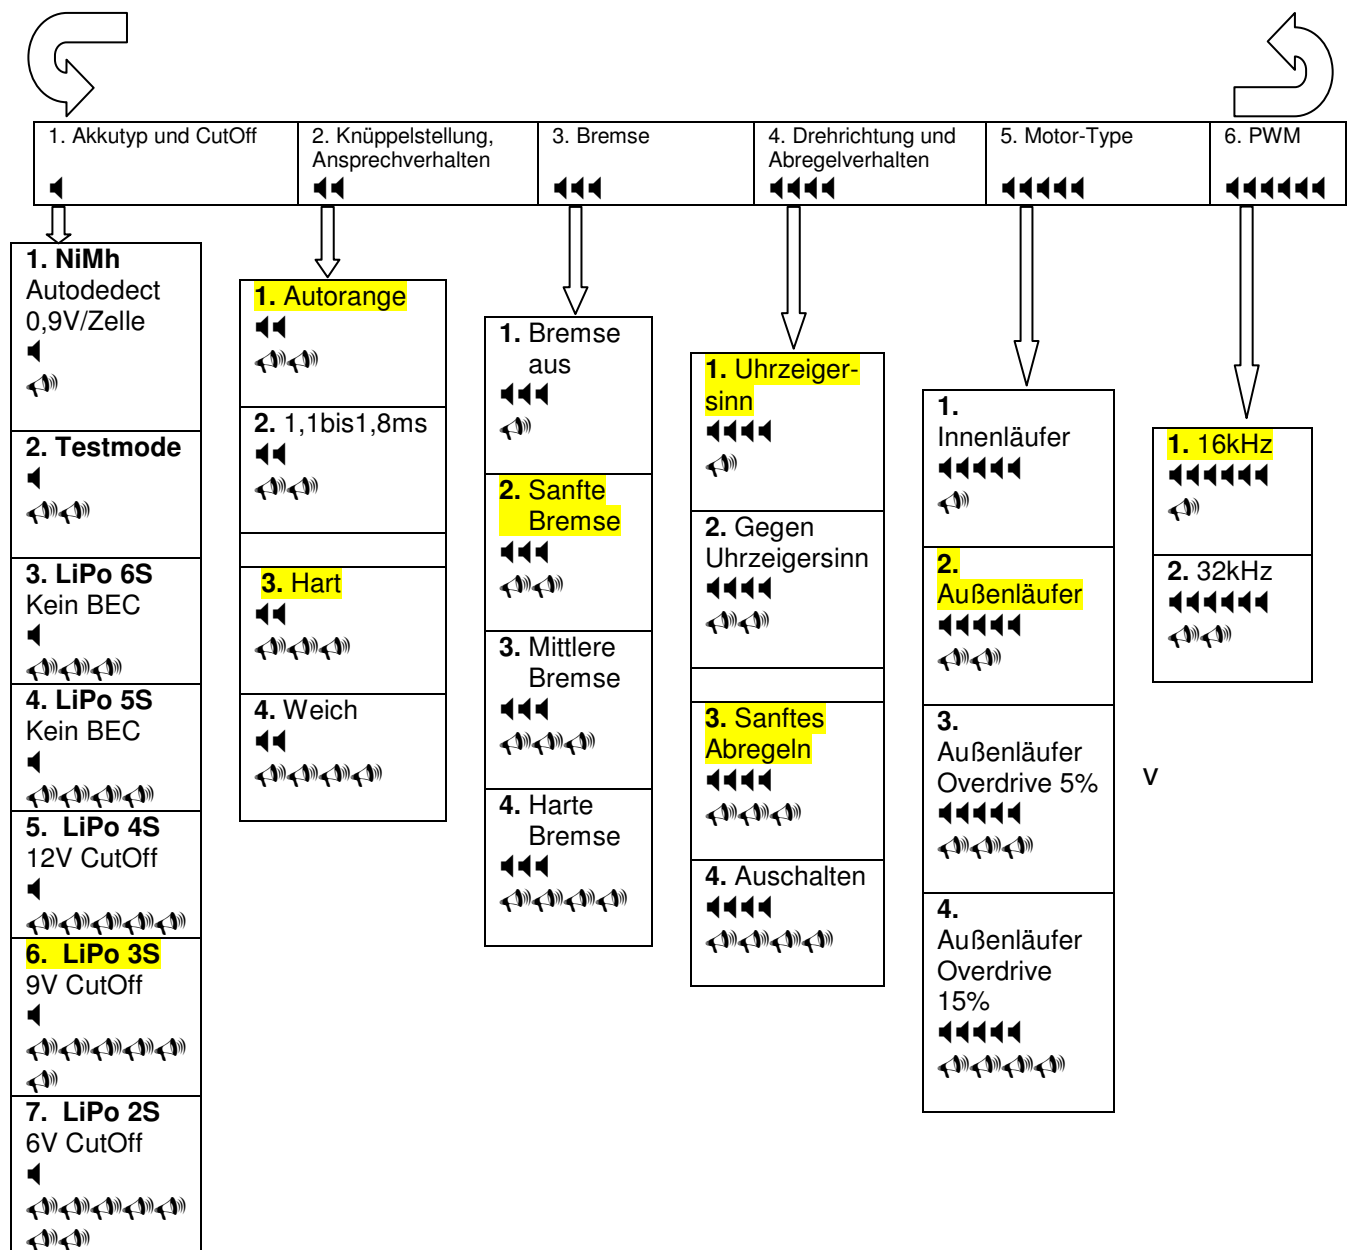 1. Akkutyp und CutOff
2. Knüppelstellung,
Ansprechverhalten
3. Bremse
4. Drehrichtung und
Abregelverhalten
5. Motor-Type
6. PWM
1. NiMh
Autodedect
0,9V/Zelle
2. Testmode
3. LiPo 6S
Kein BEC
4. LiPo 5S
Kein BEC
5. LiPo 4S
12V CutOff
6. LiPo 3S
9V CutOff
7. LiPo 2S
6V CutOff
1. Autorange
2. 1,1bis1,8ms
3. Hart
4. Weich
1. Bremse
aus
2. Sanfte
Bremse
3. Mittlere
Bremse
4. Harte
Bremse
1. Uhrzeiger-
sinn
2. Gegen
Uhrzeigersinn
3. Sanftes
Abregeln
4. Auschalten
1.
Innenläufer
2.
Außenläufer
3.
Außenläufer
Overdrive 5%
4.
Außenläufer
Overdrive
15%
v
1. 16kHz
2. 32kHz